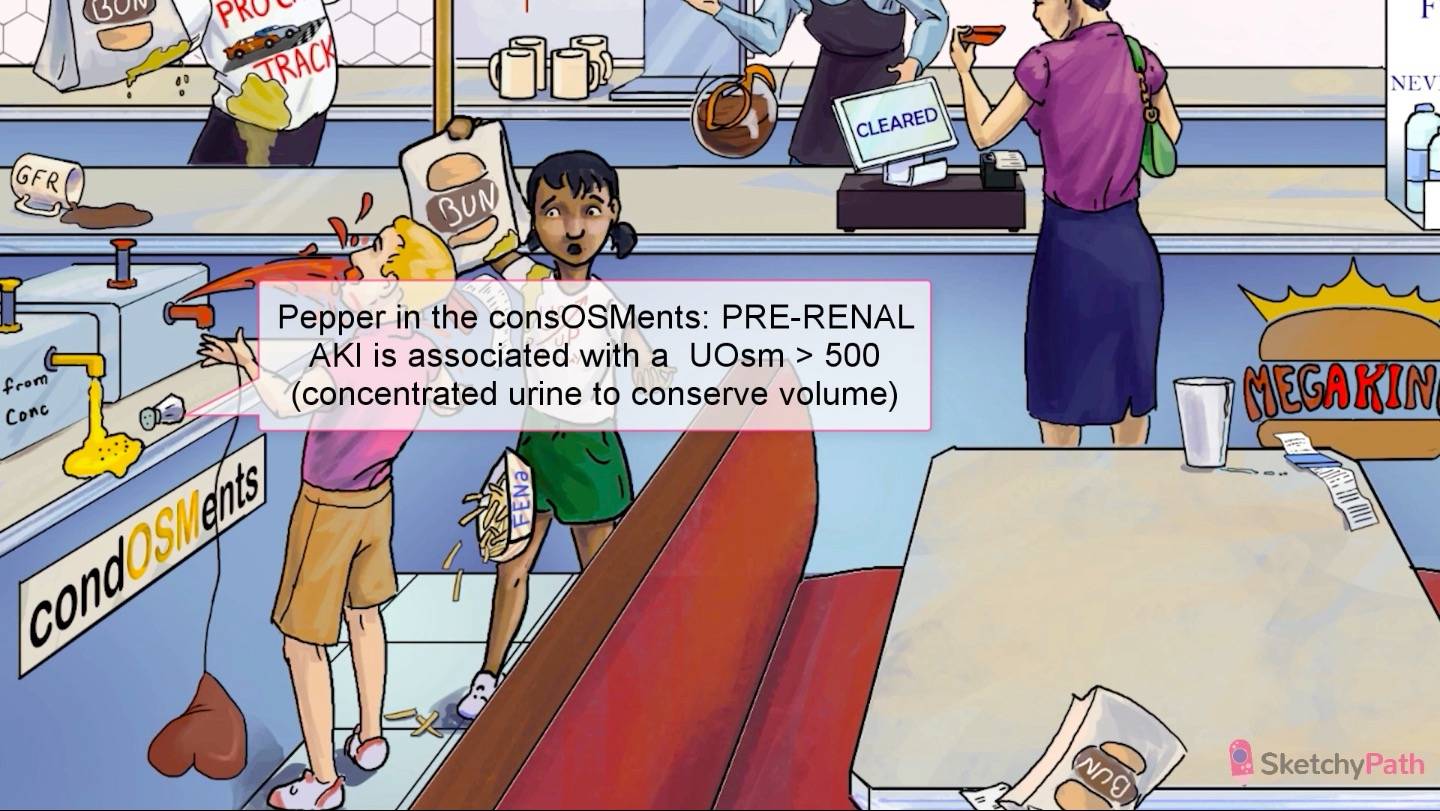 BUN
PRO
TRACK
F
NEV
CLEARED
GFR
BUN
Pepper in the consOSMents: PRE-RENAL
AKI is associated with a UOsm > 500
(concentrated urine to conserve volume)
from
Conc
MEGAKIN
condOSMents
FENa
BUN
SketchyPath